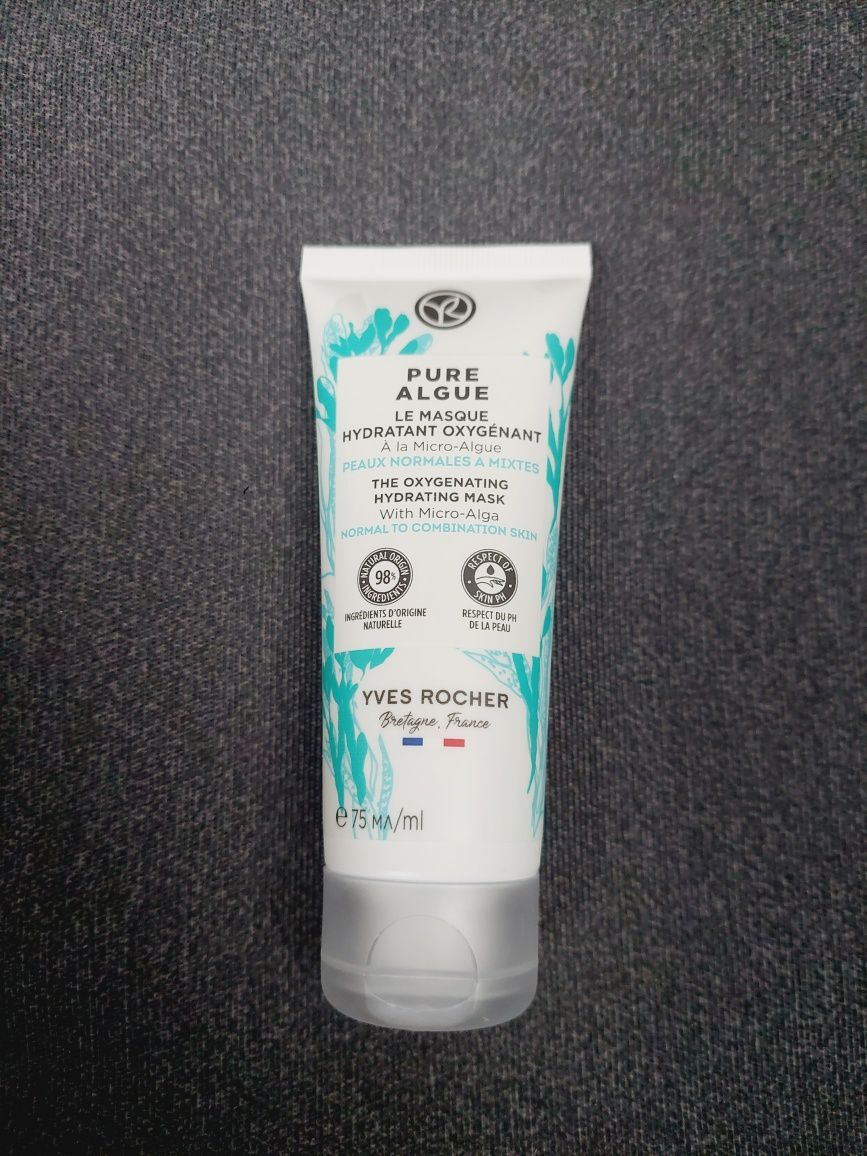 YR
PURE
ALGUE
LE MASQUE
HYDRATANT OXYGÉNANT
À la Micro-Algue
PEAUX NORMALES A MIXTES
THE OXYGENATING
HYDRATING MASK
With Micro-Alga
NORMAL TO COMBINATION SKIN
NATURAL ORIGIN
98%
INGREDIENTS
INGRÉDIENTS D'ORIGINE
NATURELLE
RESPECT OF
SKIN PH
RESPECT DU PH
DE LA PEAU
YVES ROCHER
Bretagne, France
e 75 мл/ml